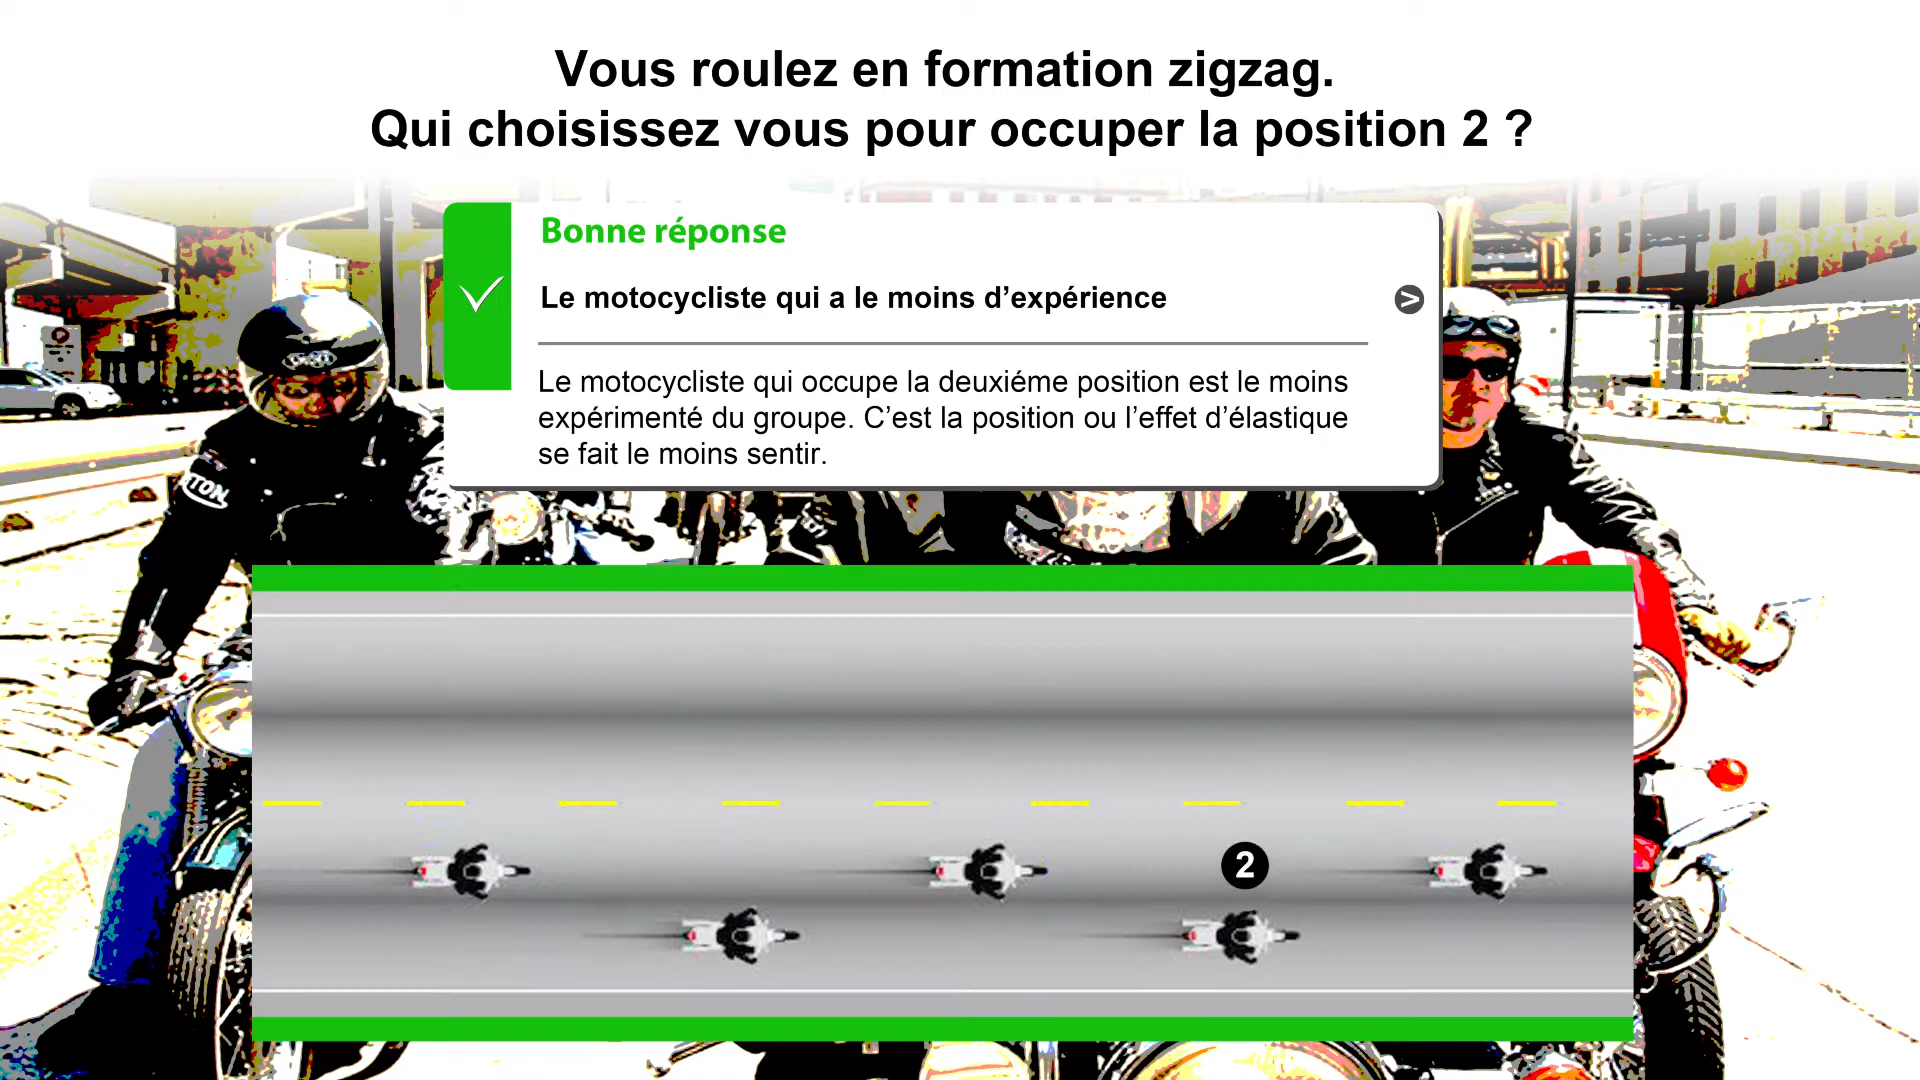 Vous roulez en formation zigzag.
Qui choisissez vous pour occuper la position 2 ?
Bonne réponse
Le motocycliste qui a le moins d’expérience
Le motocycliste qui occupe la deuxiéme position est le moins
expérimenté du groupe. C’est la position ou l’effet d’élastique
se fait le moins sentir.
2